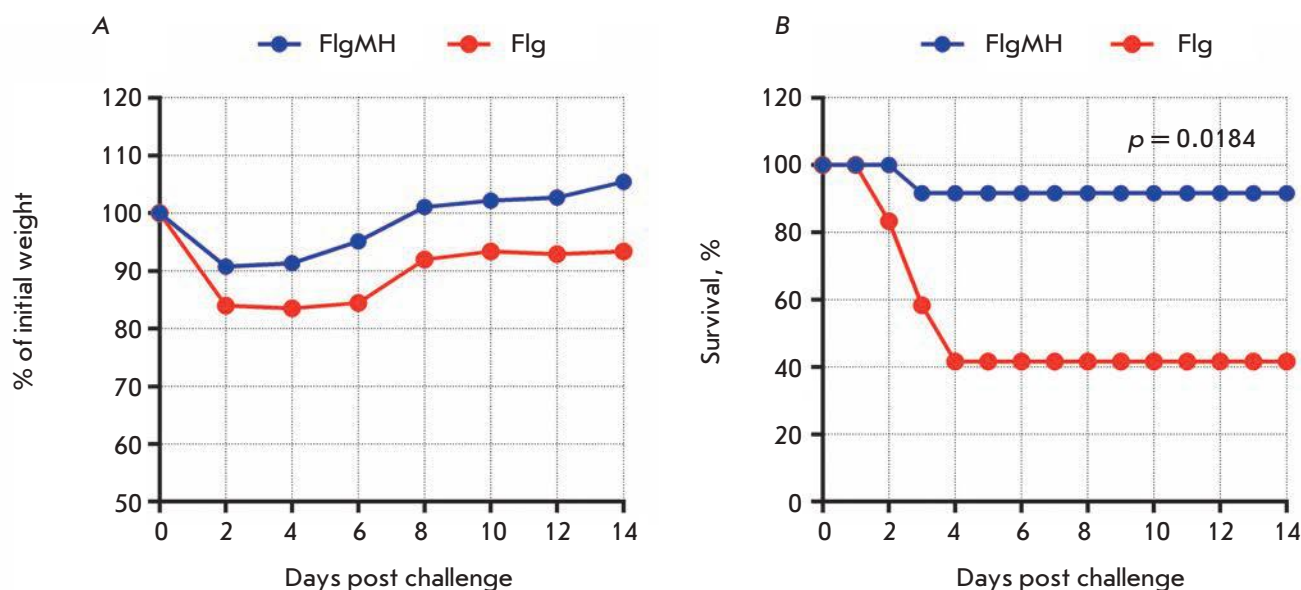 A
FlgMH Flg
% of initial weight
120
110
100
90
80
70
60
50
0 2 4 6 8 10 12 14
Days post challenge
B
FlgMH Flg
Survival, %
p = 0.0184
120
100
80
60
40
20
0
0 2 4 6 8 10 12 14
Days post challenge